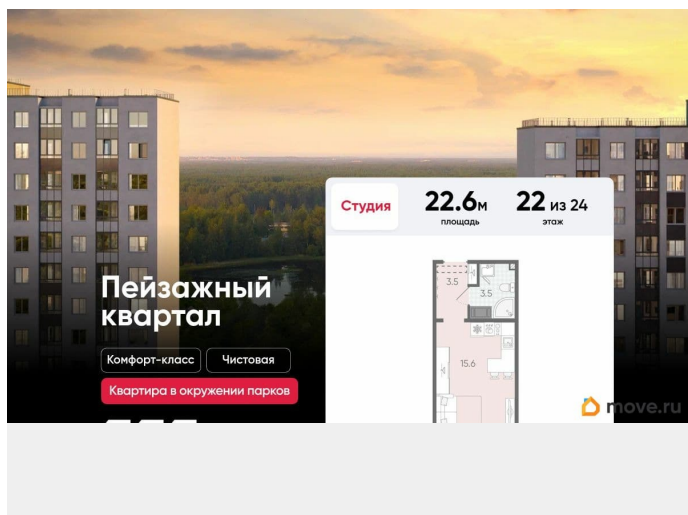 Студия
22.6м
площадь
22 из 24
этаж
3.5
3.5
15.6
Пейзажный
квартал
Комфорт-класс
Чистовая
Квартира в окружении парков
move.ru